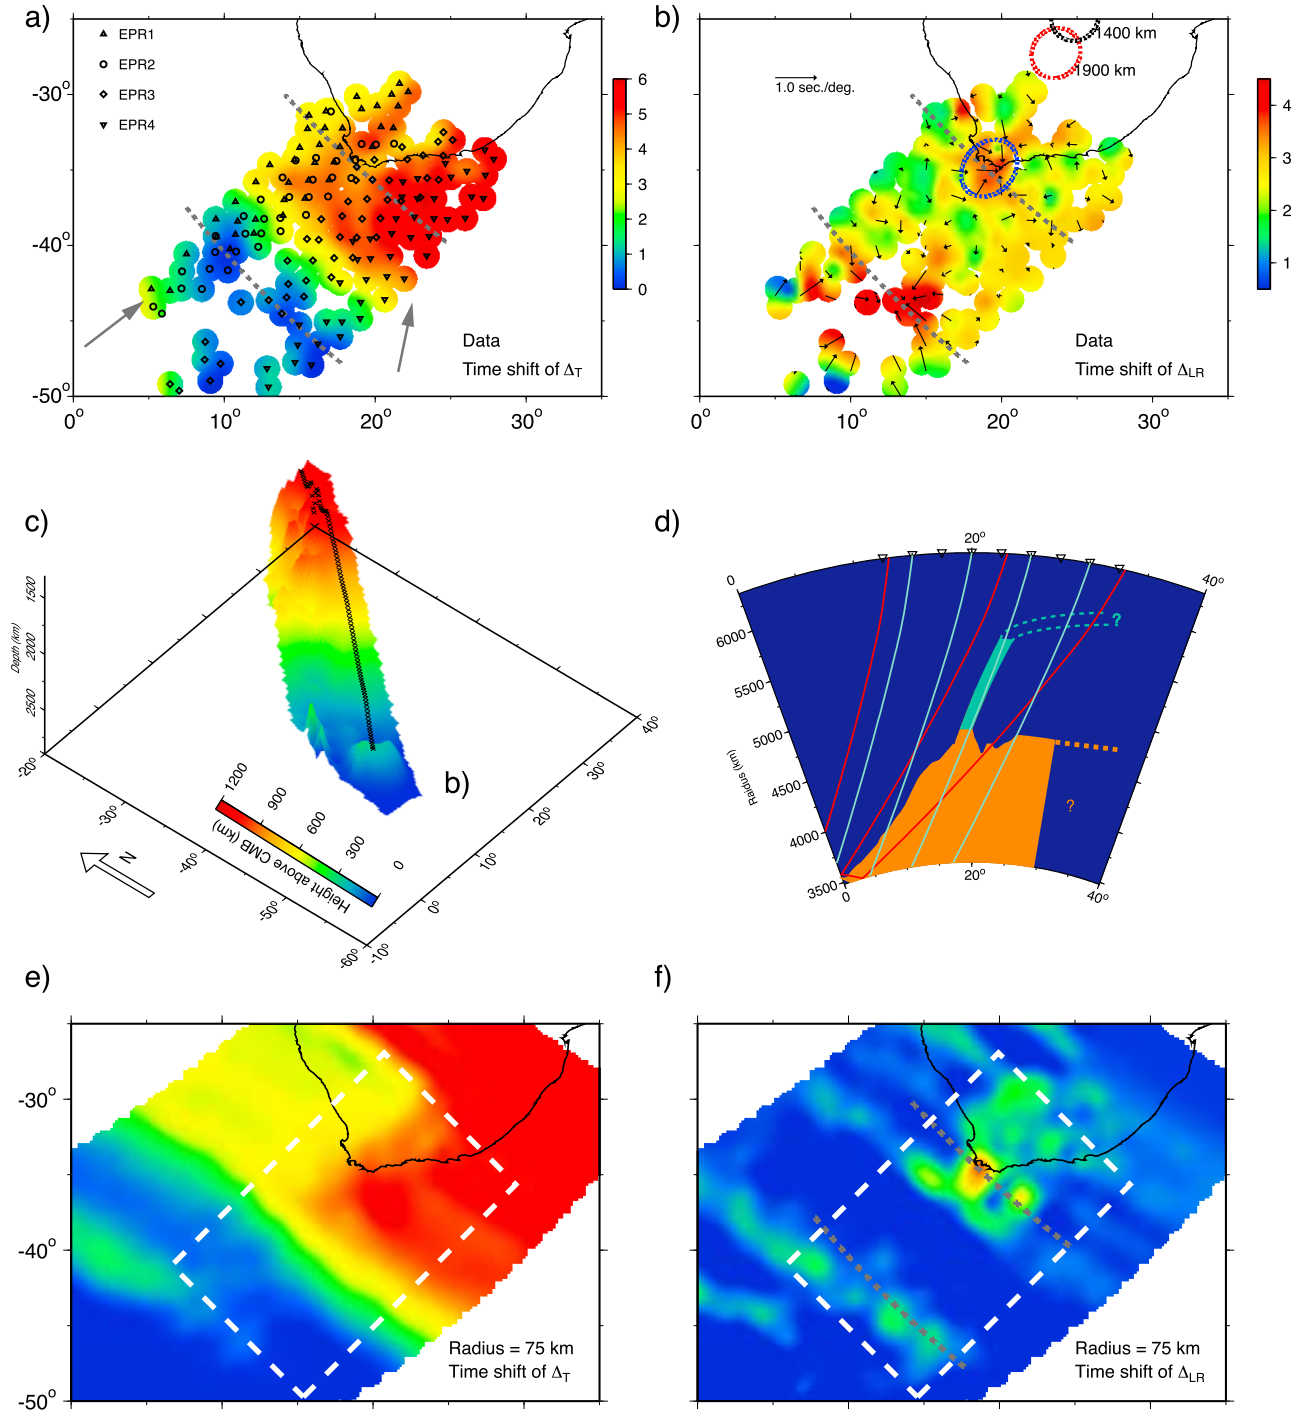 a)
EPR1
EPR2
EPR3
EPR4
-30°
-40°
-50°
0°
10°
20°
30°
6
5
4
3
2
1
0
Data
Time shift of ΔT
b)
1400 km
1900 km
1.0 sec./deg.
4
3
2
1
Data
Time shift of ΔLR
0°
10°
20°
30°
c)
Depth (km)
1500
2000
2500
-20°
-30°
-40°
-50°
-60°
-10°
0°
10°
20°
30°
40°
N
b)
1200
900
600
300
0
Height above CMB (km)
d)
20°
0
40°
6000
5500
5000
4500
4000
3500
Raidus (km)
?
?
0
20°
40°
e)
-30°
-40°
-50°
Radius = 75 km
Time shift of ΔT
f)
Radius = 75 km
Time shift of ΔLR